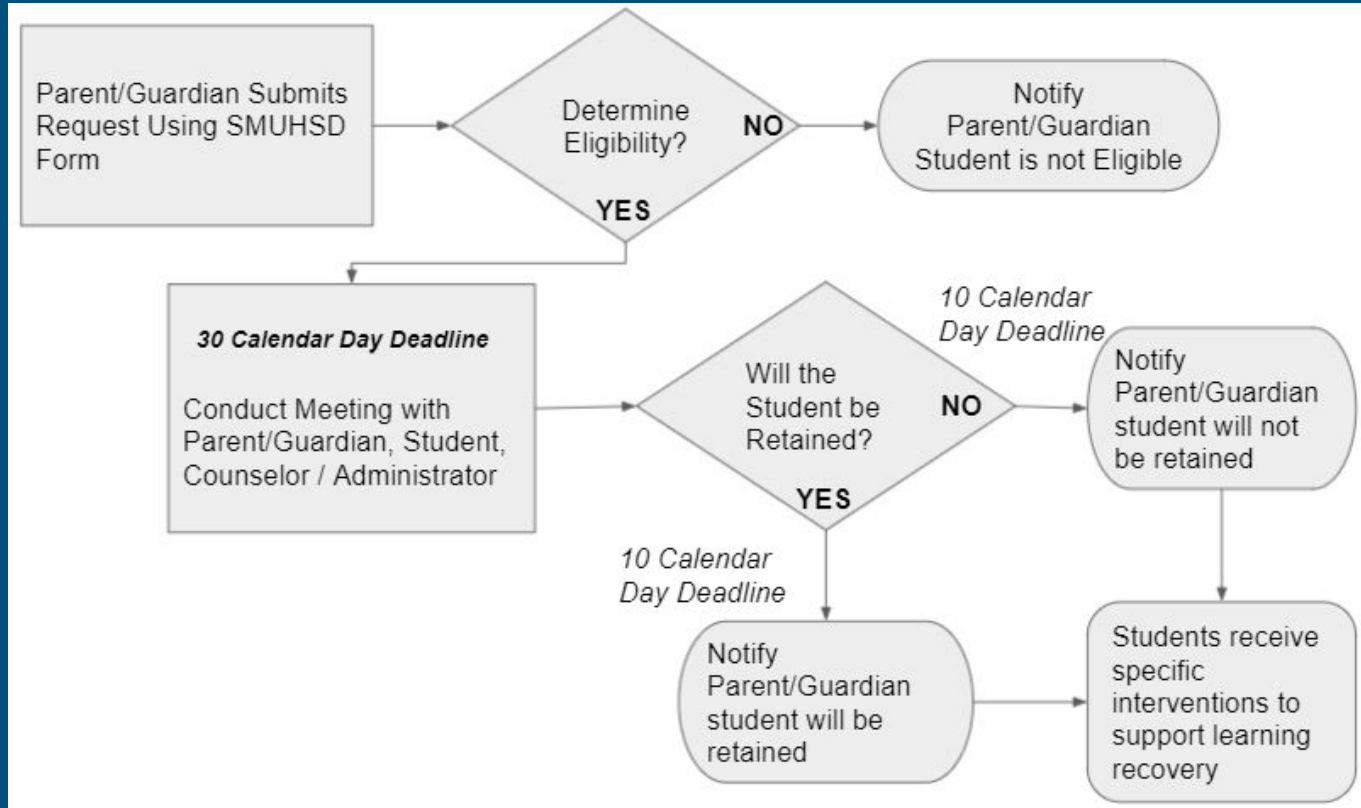 Parent/Guardian Submits
Request Using SMUHSD
Form
Determine
Eligibility?
NO
YES
Notify
Parent/Guardian
Student is not Eligible
30 Calendar Day Deadline
Conduct Meeting with
Parent/Guardian, Student,
Counselor / Administrator
Will the
Student be
Retained?
NO
YES
10 Calendar
Day Deadline
Notify
Parent/Guardian
student will not
be retained
10 Calendar
Day Deadline
Notify
Parent/Guardian
student will be
retained
Students receive
specific
interventions to
support learning
recovery